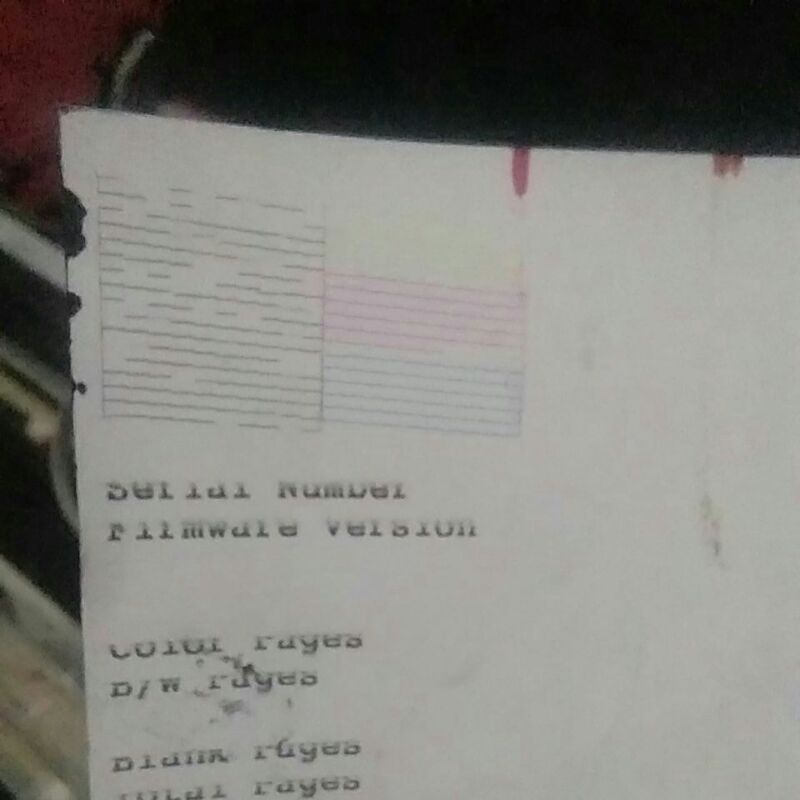 Serial Number
Firmware Version
Color Pages
B/W Pages
Blank Pages
Total Pages